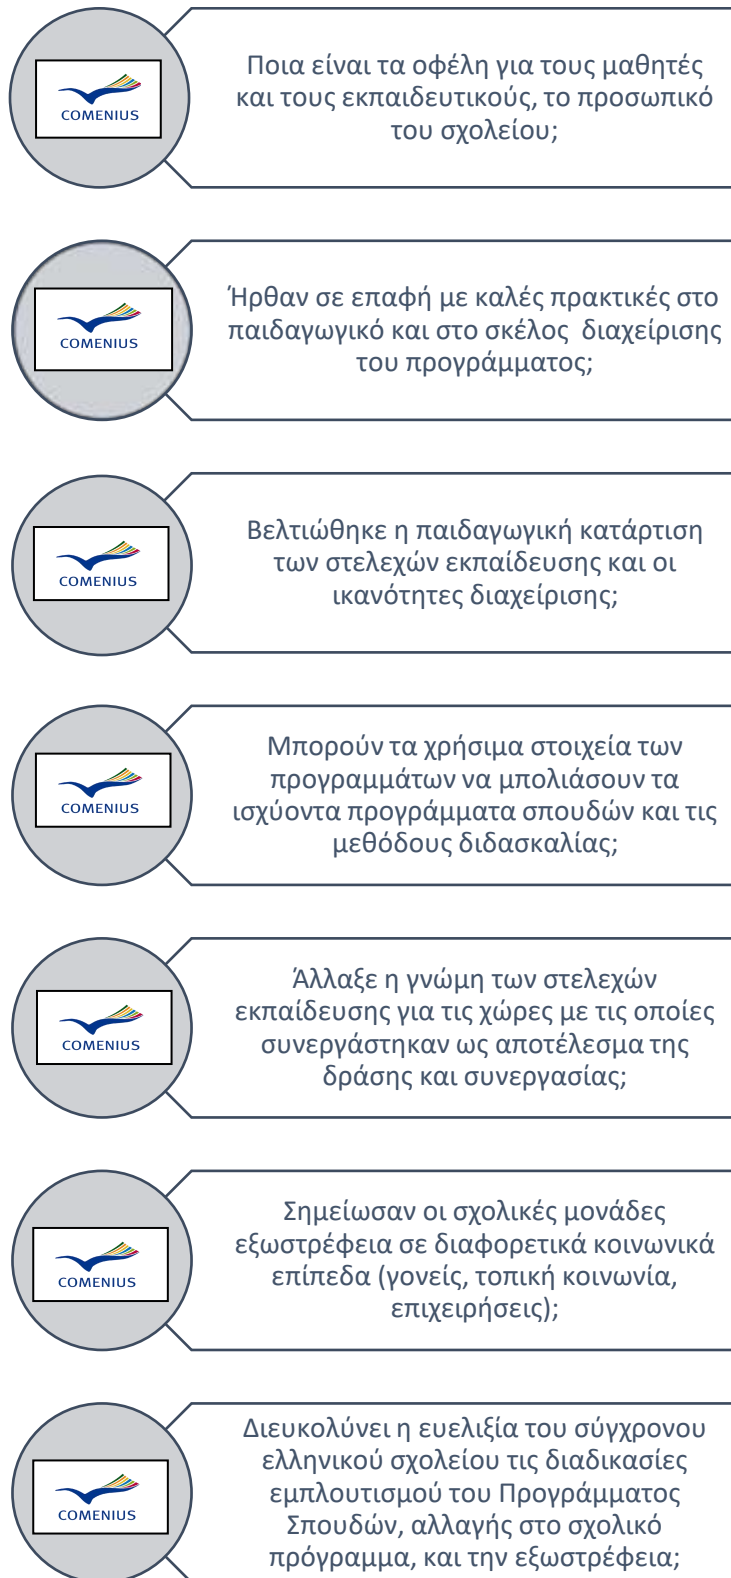 COMENIUS
Ποια είναι τα οφέλη για τους μαθητές
και τους εκπαιδευτικούς, το προσωπικό
του σχολείου;
COMENIUS
Ήρθαν σε επαφή με καλές πρακτικές στο
παιδαγωγικό και στο σκέλος διαχείρισης
του προγράμματος;
COMENIUS
Βελτιώθηκε η παιδαγωγική κατάρτιση
των στελεχών εκπαίδευσης και οι
ικανότητες διαχείρισης;
COMENIUS
Μπορούν τα χρήσιμα στοιχεία των
προγραμμάτων να μπολιάσουν τα
ισχύοντα προγράμματα σπουδών και τις
μεθόδους διδασκαλίας;
COMENIUS
Άλλαξε η γνώμη των στελεχών
εκπαίδευσης για τις χώρες με τις οποίες
συνεργάστηκαν ως αποτέλεσμα της
δράσης και συνεργασίας;
COMENIUS
Σημείωσαν οι σχολικές μονάδες
εξωστρέφεια σε διαφορετικά κοινωνικά
επίπεδα (γονείς, τοπική κοινωνία,
επιχειρήσεις);
COMENIUS
Διευκολύνει η ευελιξία του σύγχρονου
ελληνικού σχολείου τις διαδικασίες
εμπλουτισμού του Προγράμματος
Σπουδών, αλλαγής στο σχολικό
πρόγραμμα, και την εξωστρέφεια;